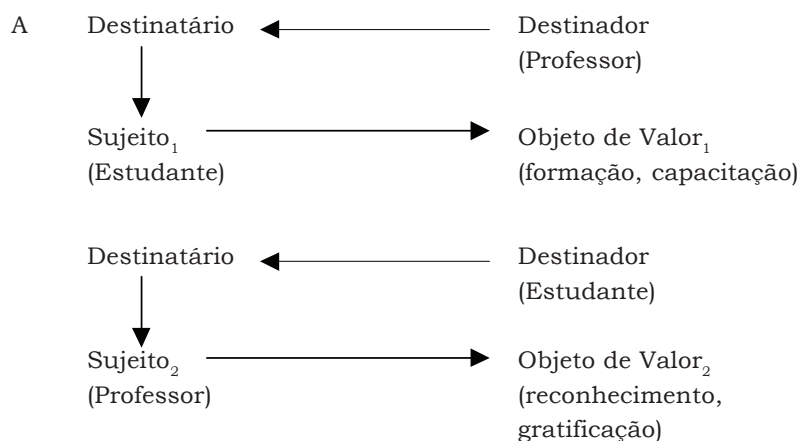 A Destinatário Destinador
(Professor)
Sujeito₁ Objeto de Valor₁
(Estudante) (formação, capacitação)
Destinatário Destinador
(Estudante)
Sujeito₂ Objeto de Valor₂
(Professor) (reconhecimento,
gratificação)